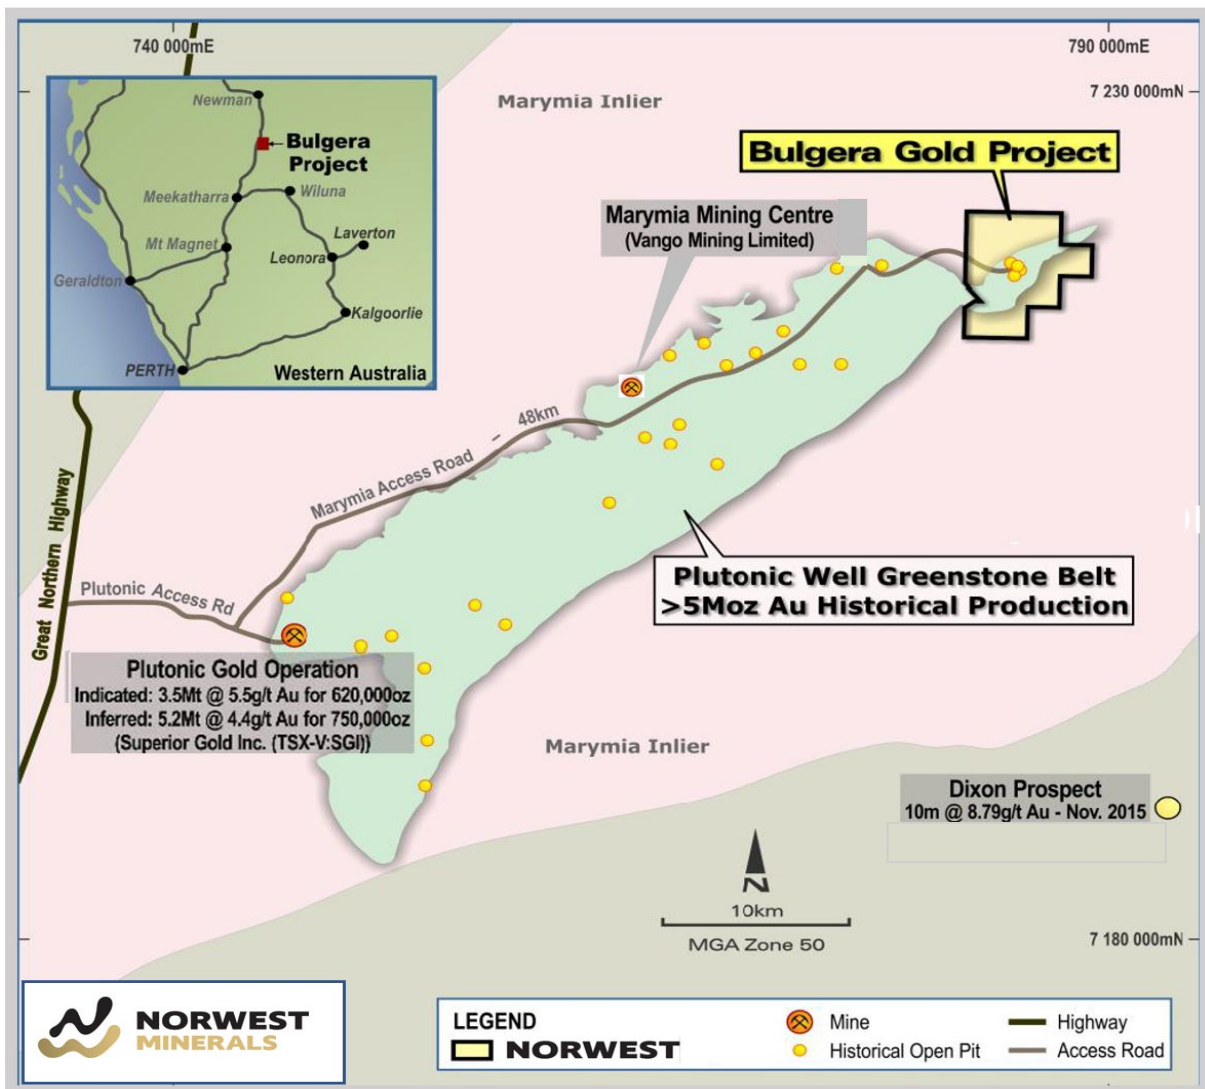 740 000mE
790 000mE
7 230 000mN
Marymia Inlier
Newman
Bulgera
Project
Meekatharra
Wiluna
Mt Magnet
Laverton
Leonora
Geraldton
Kalgoorlie
PERTH
Western Australia
Bulgera Gold Project
Marymia Mining Centre
(Vango Mining Limited)
Marymia Access Road - 48km
Great Northern Highway
Plutonic Access Rd
Plutonic Well Greenstone Belt
>5Moz Au Historical Production
Plutonic Gold Operation
Indicated: 3.5Mt @ 5.5g/t Au for 620,000oz
Inferred: 5.2Mt @ 4.4g/t Au for 750,000oz
(Superior Gold Inc. (TSX-V:SGI))
Marymia Inlier
Dixon Prospect
10m @ 8.79g/t Au - Nov. 2015
N
10km
MGA Zone 50
7 180 000mN
NORWEST
MINERALS
LEGEND
NORWEST
Mine
Historical Open Pit
Highway
Access Road